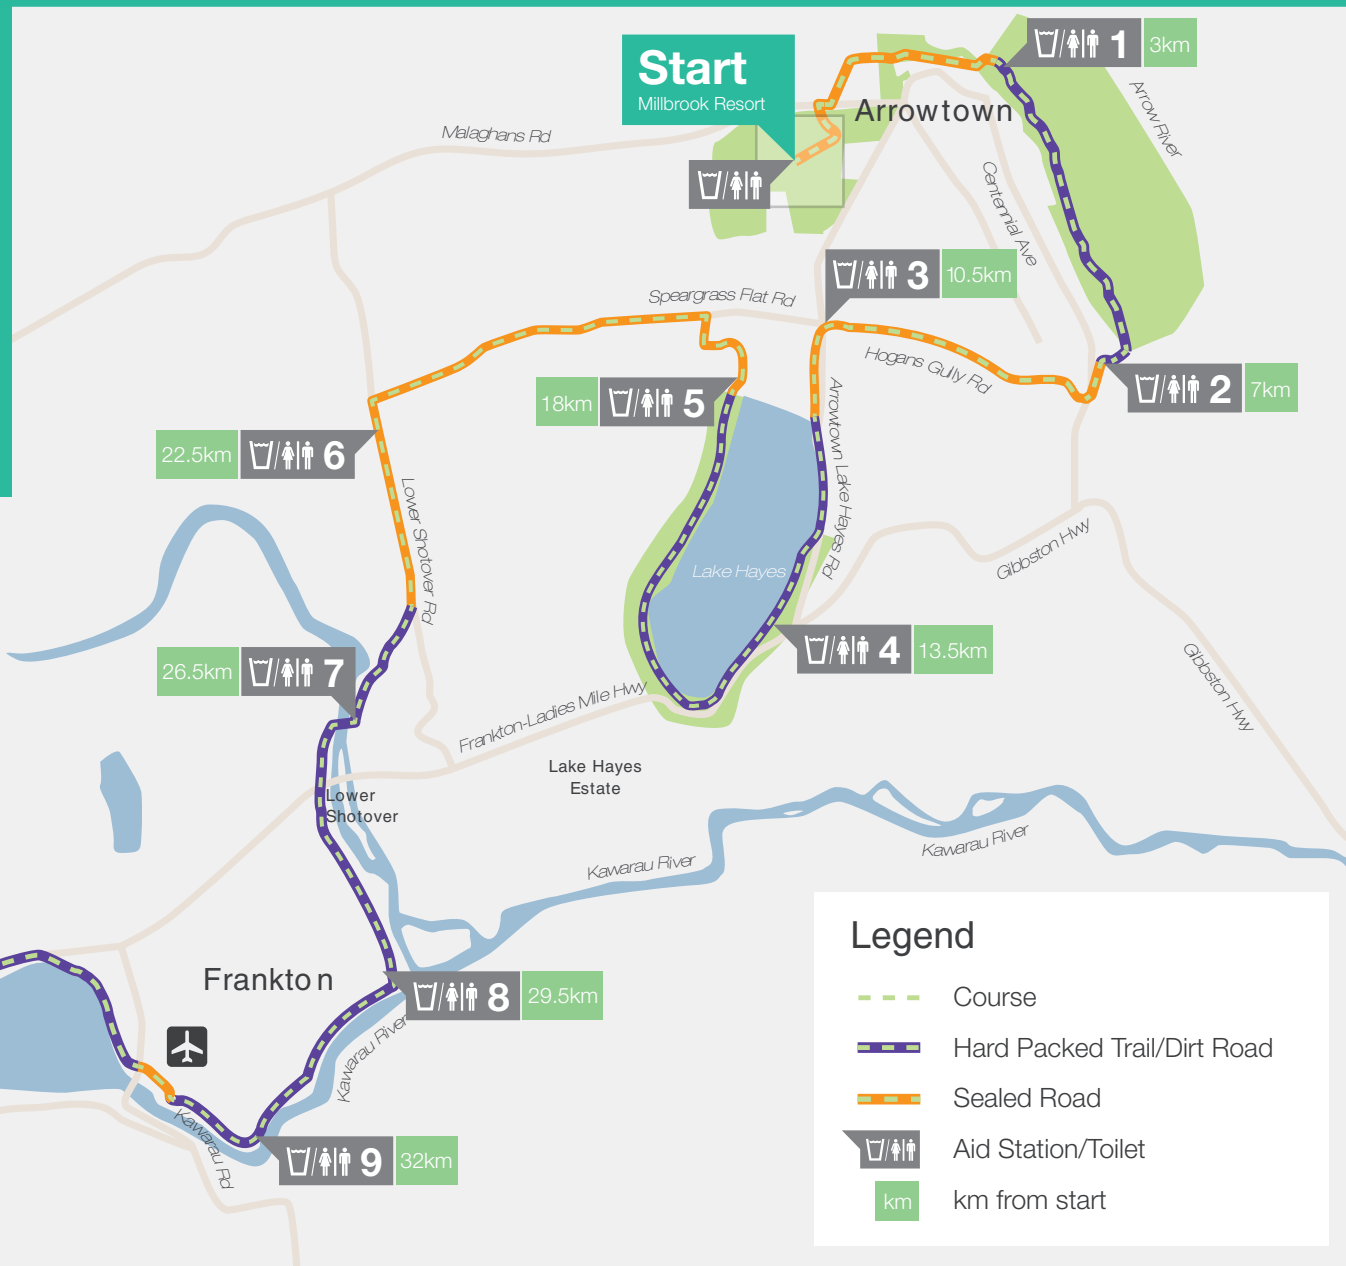 Start
Millbrook Resort
1
3km
Arrowtown
Arrow River
Malaghans Rd
Centennial Ave
3
10.5km
Speargrass Flat Rd
Hogans Gully Rd
2
7km
18km
5
Arrowtown Lake Hayes Rd
22.5km
6
Lower Shotover Rd
Gibbston Hwy
Lake Hayes
4
13.5km
26.5km
7
Gibbston Hwy
Frankton-Ladies Mile Hwy
Lake Hayes
Estate
Lower
Shotover
Kawarau River
Kawarau River
Frankton
8
29.5km
Kawarau River
Kawarau Rd
9
32km
Legend
Course
Hard Packed Trail/Dirt Road
Sealed Road
Aid Station/Toilet
km
km from start